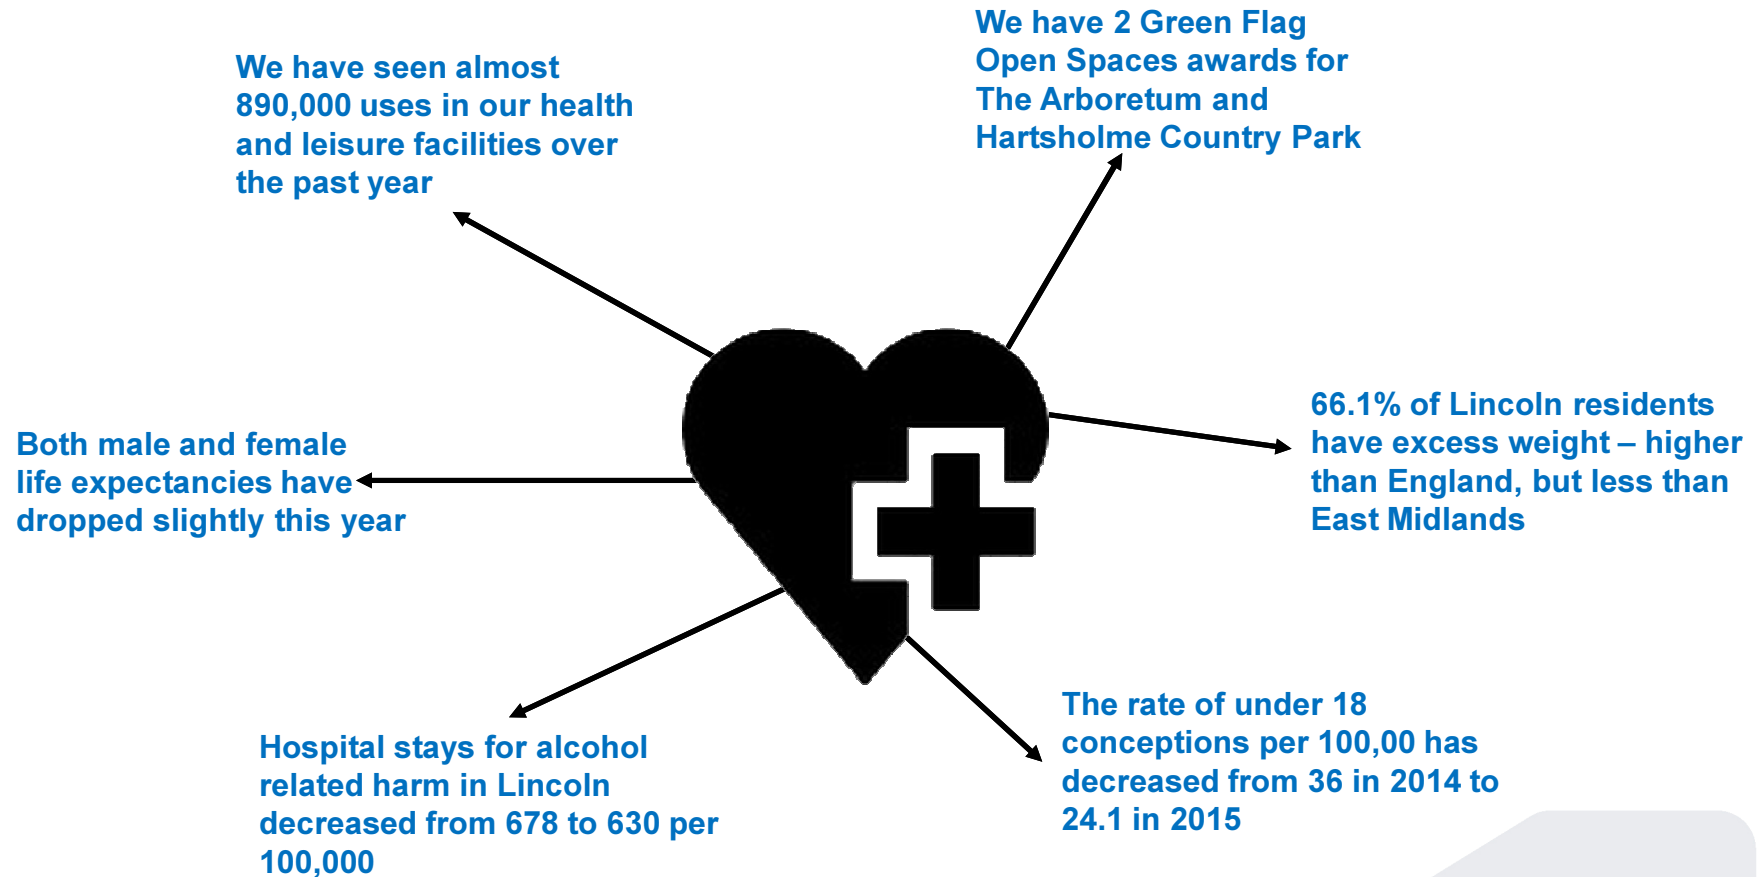 We have seen almost
890,000 uses in our health
and leisure facilities over
the past year
We have 2 Green Flag
Open Spaces awards for
The Arboretum and
Hartsholme Country Park
Both male and female
life expectancies have
dropped slightly this year
66.1% of Lincoln residents
have excess weight – higher
than England, but less than
East Midlands
Hospital stays for alcohol
related harm in Lincoln
decreased from 678 to 630 per
100,000
The rate of under 18
conceptions per 100,00 has
decreased from 36 in 2014 to
24.1 in 2015